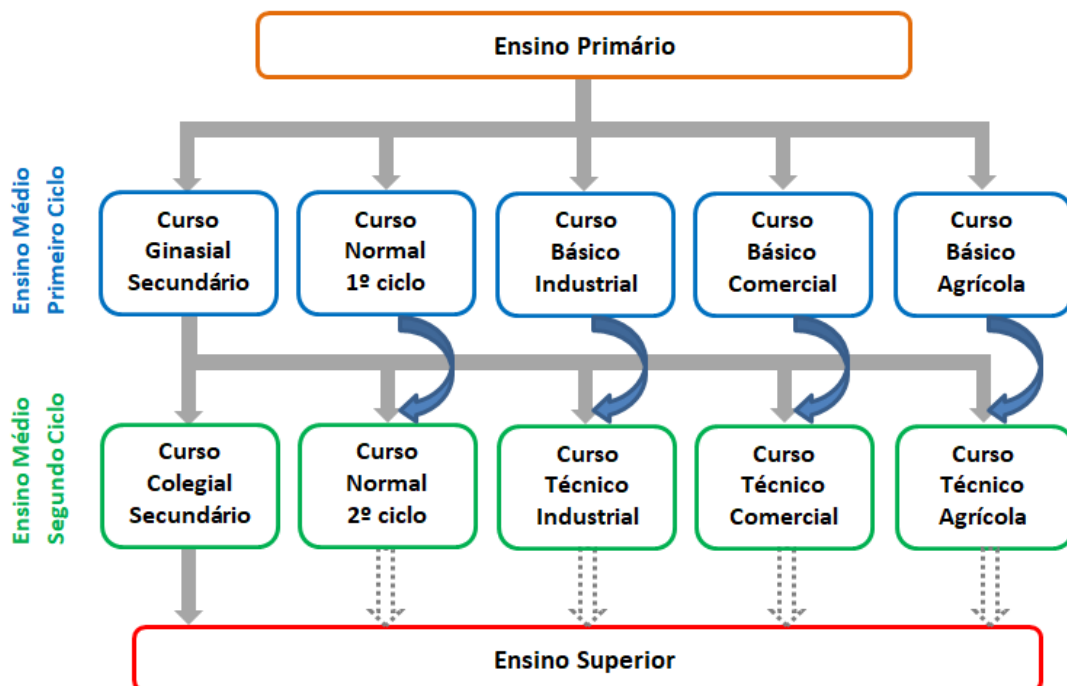 Ensino Primário
Ensino Médio
Primeiro Ciclo
Curso
Ginasial
Secundário
Curso
Normal
1º ciclo
Curso
Básico
Industrial
Curso
Básico
Comercial
Curso
Básico
Agrícola
Ensino Médio
Segundo Ciclo
Curso
Colegial
Secundário
Curso
Normal
2º ciclo
Curso
Técnico
Industrial
Curso
Técnico
Comercial
Curso
Técnico
Agrícola
Ensino Superior